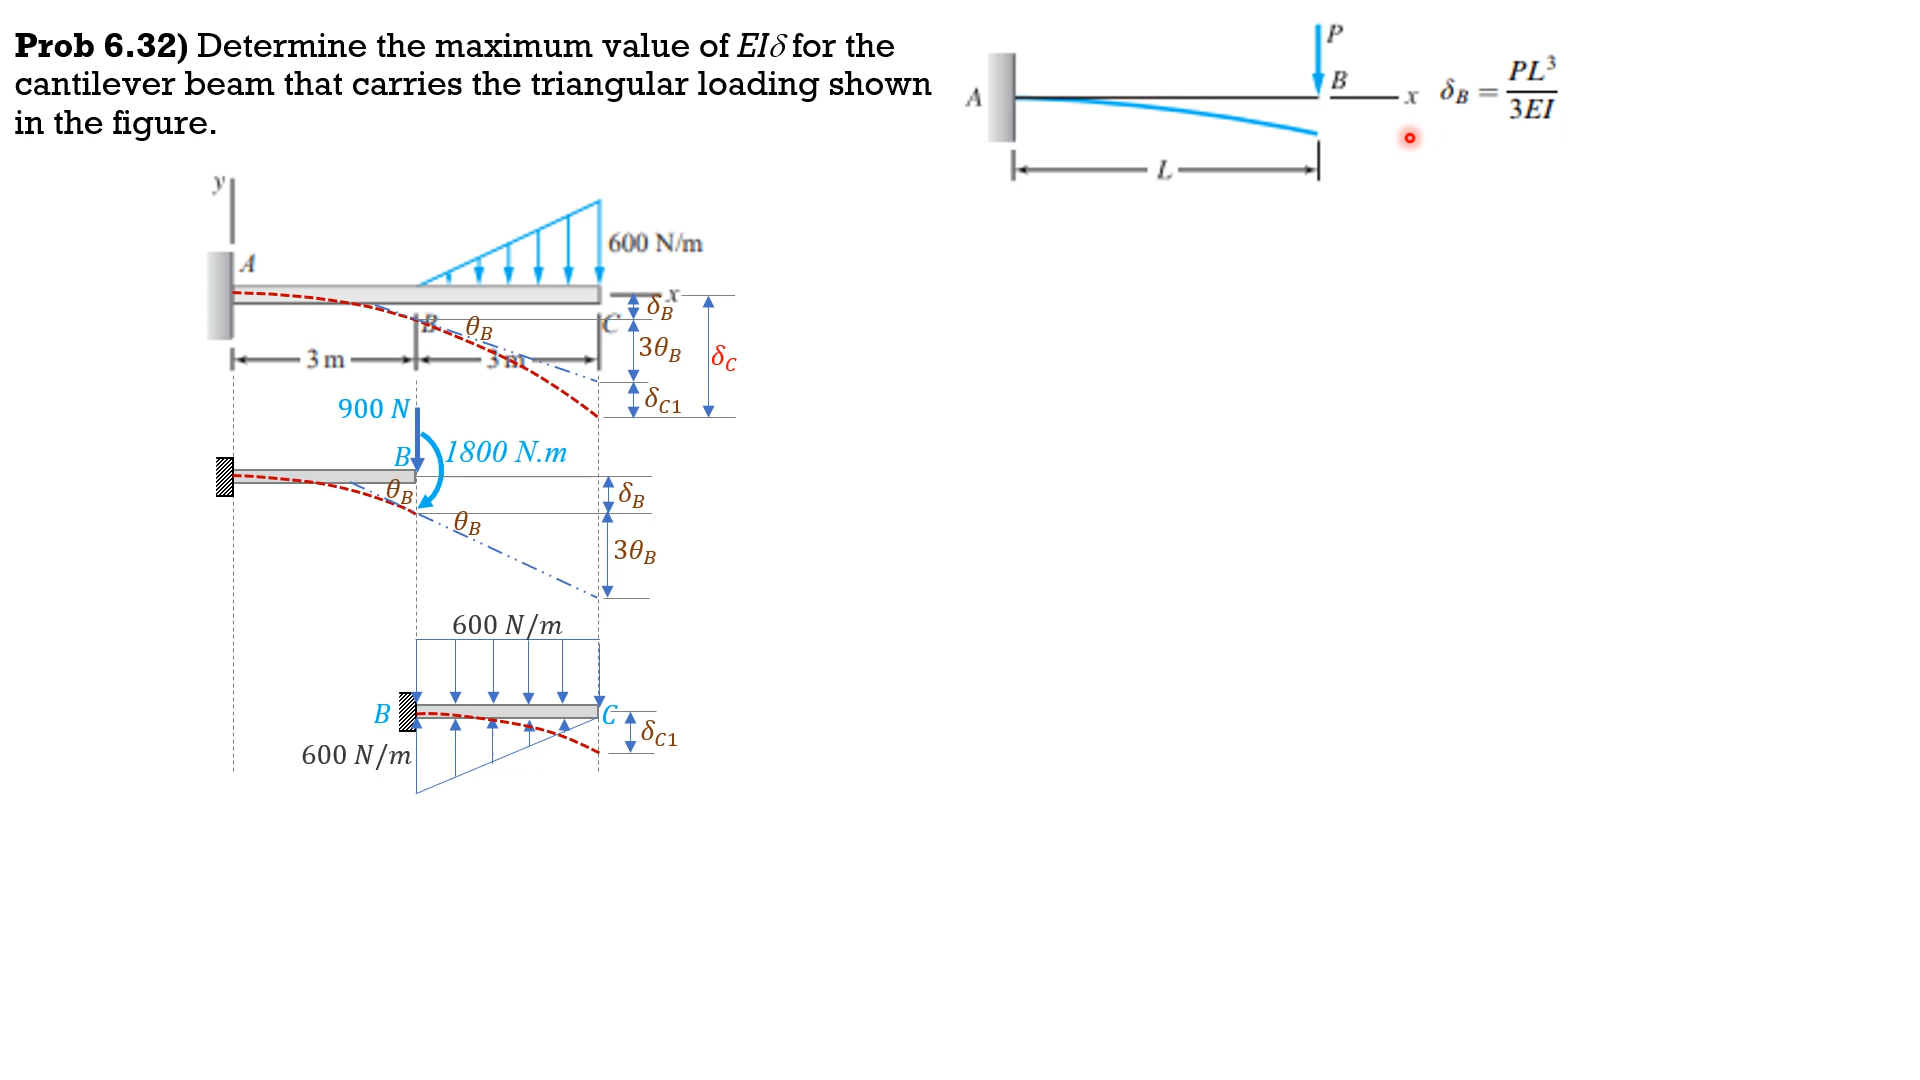 Prob 6.32) Determine the maximum value of EIδ for the
cantilever beam that carries the triangular loading shown
in the figure.
P
B
A
x
δB = PL³/3EI
L
y
A
600 N/m
x
B
θB
C
δB
3θB
δC
δC1
3 m
3 m
900 N
B
1800 N.m
θB
θB
δB
3θB
600 N/m
B
C
δC1
600 N/m